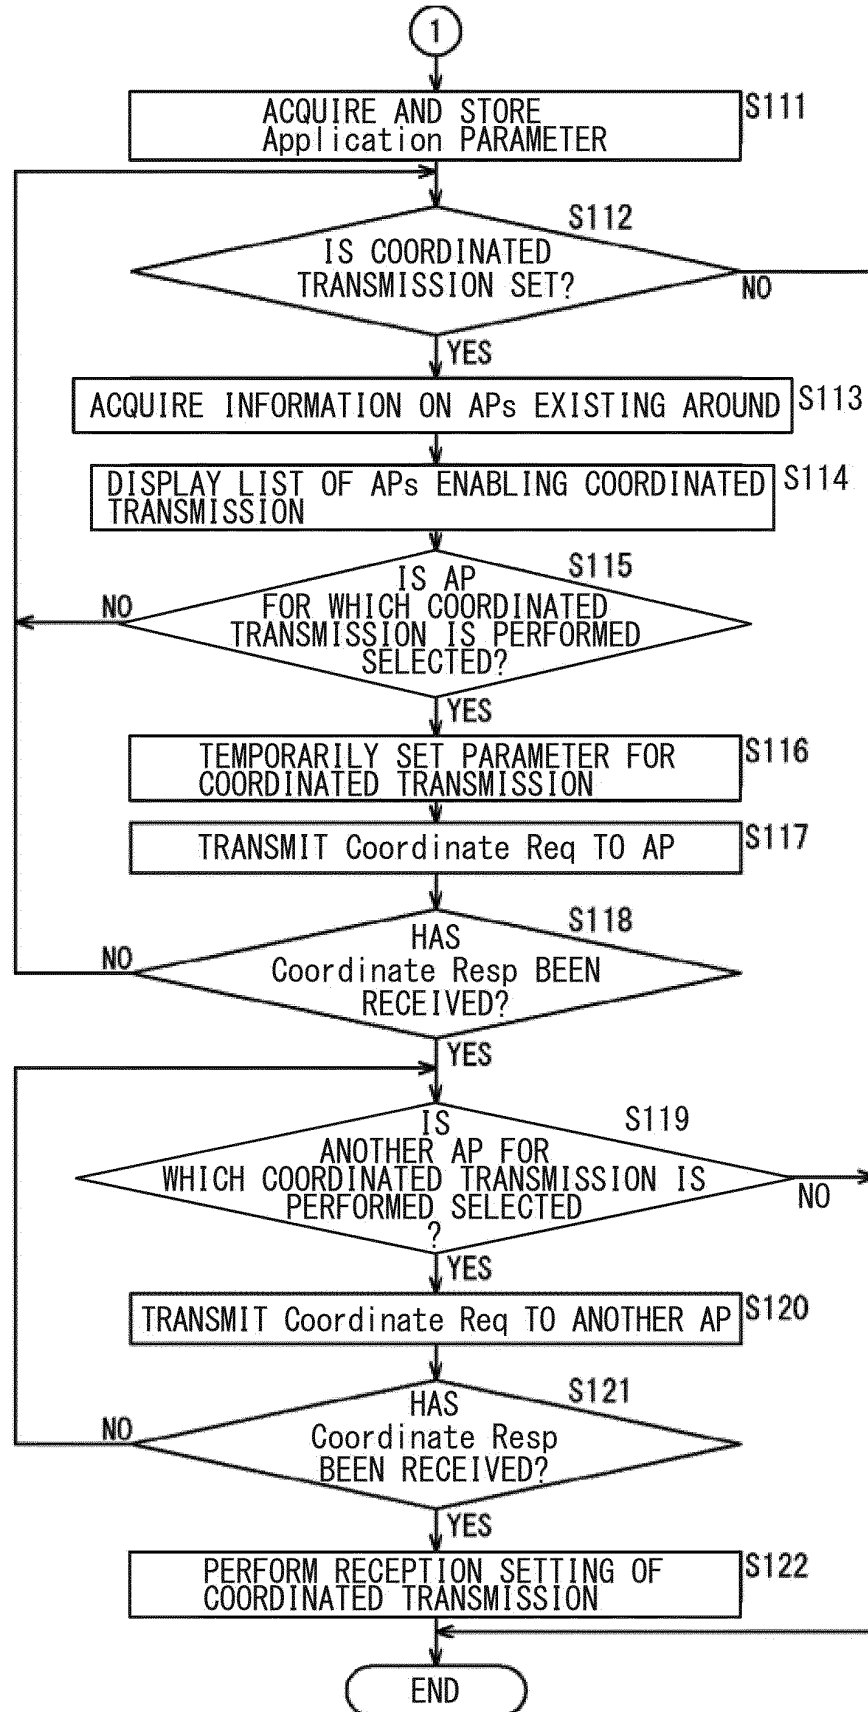 1
ACQUIRE AND STORE
Application PARAMETER
S111
S112
IS COORDINATED
TRANSMISSION SET?
NO
YES
ACQUIRE INFORMATION ON APs EXISTING AROUND
S113
DISPLAY LIST OF APs ENABLING COORDINATED
TRANSMISSION
S114
S115
IS AP
FOR WHICH COORDINATED
TRANSMISSION IS PERFORMED
SELECTED?
NO
YES
TEMPORARILY SET PARAMETER FOR
COORDINATED TRANSMISSION
S116
TRANSMIT Coordinate Req TO AP
S117
S118
HAS
Coordinate Resp BEEN
RECEIVED?
NO
YES
S119
IS
ANOTHER AP FOR
WHICH COORDINATED TRANSMISSION IS
PERFORMED SELECTED
?
NO
YES
TRANSMIT Coordinate Req TO ANOTHER AP
S120
S121
HAS
Coordinate Resp
BEEN RECEIVED?
NO
YES
PERFORM RECEPTION SETTING OF
COORDINATED TRANSMISSION
S122
END